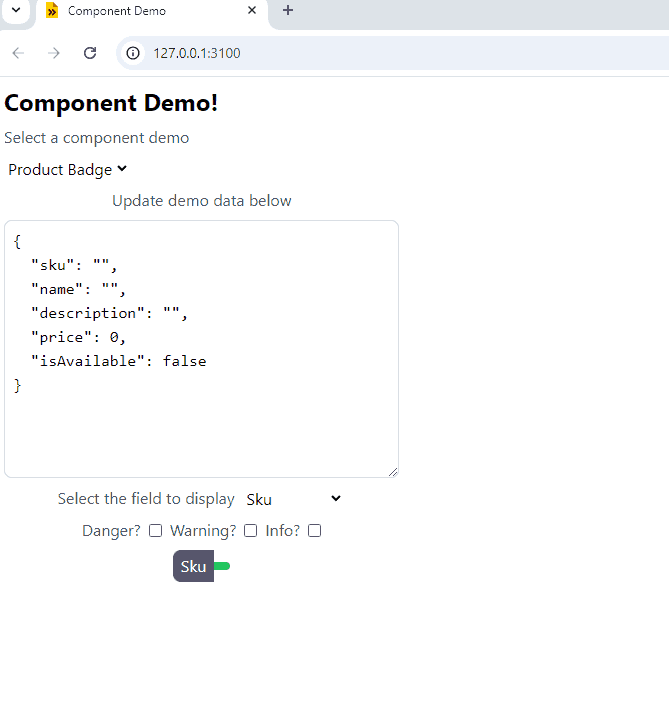 Component Demo
127.0.0.1:3100
Component Demo!
Select a component demo
Product Badge
Update demo data below
{
  "sku": "",
  "name": "",
  "description": "",
  "price": 0,
  "isAvailable": false
}
Select the field to display Sku
Danger? Warning? Info?
Sku